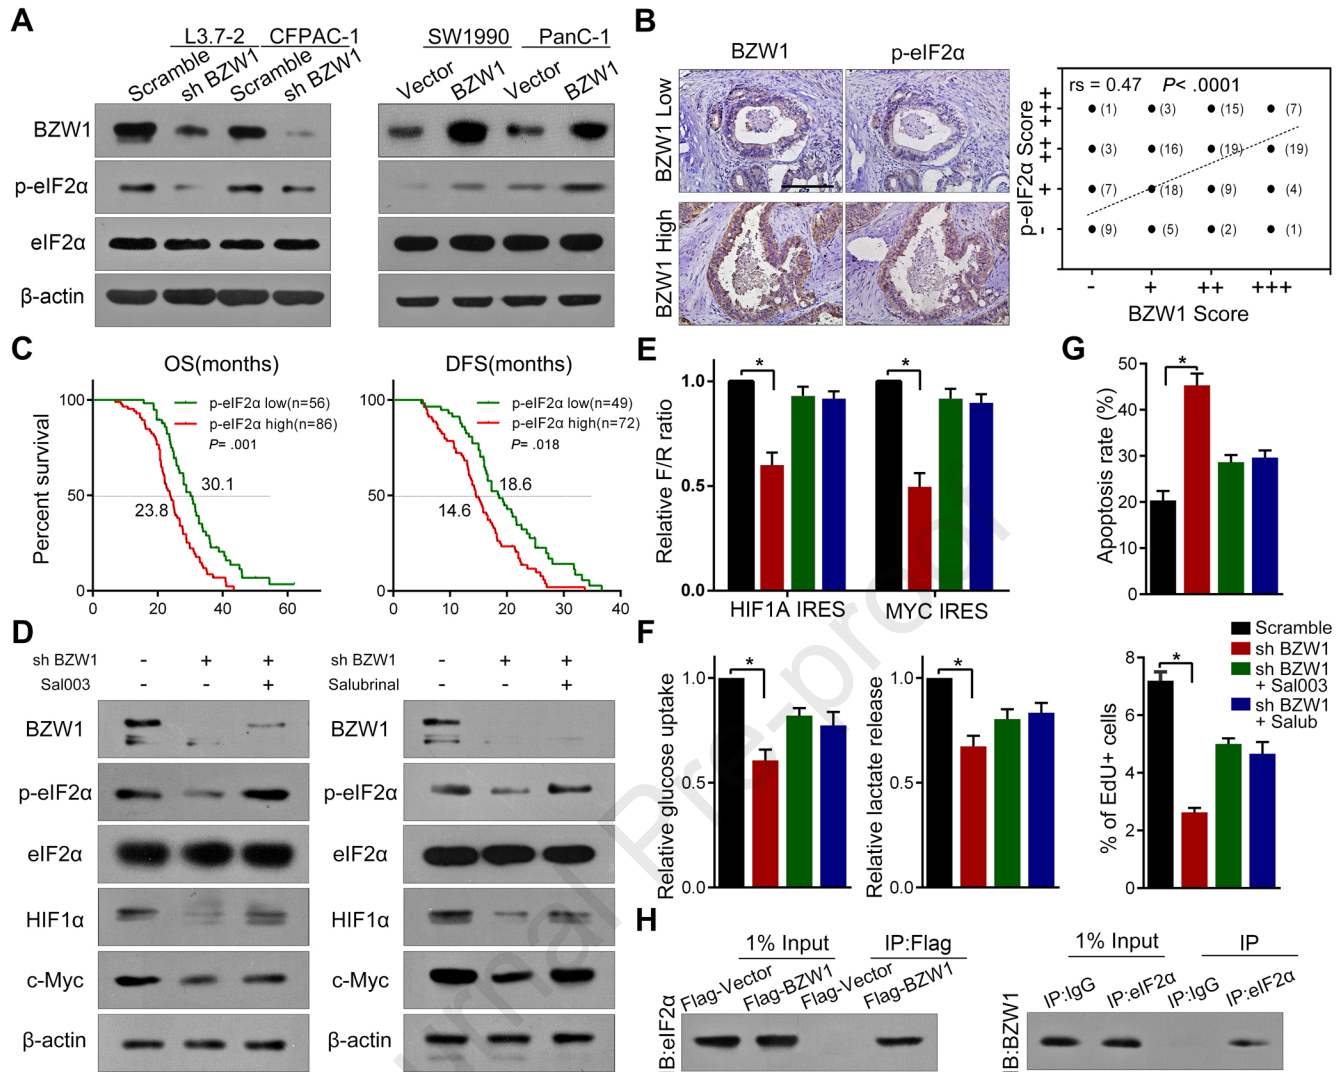 A
L3.7-2 CFPAC-1
Scramble sh BZW1 Scramble sh BZW1
SW1990 PanC-1
Vector BZW1 Vector BZW1
BZW1
p-eIF2α
eIF2α
β-actin
B
BZW1 p-eIF2α
BZW1 Low
BZW1 High
rs = 0.47 P< .0001
p-eIF2α Score
+++ (1) (3) (15) (7)
++ (3) (16) (19) (19)
+ (7) (18) (9) (4)
- (9) (5) (2) (1)
- + ++ +++
BZW1 Score
C
OS(months)
Percent survival
100
50
0
p-eIF2α low(n=56)
p-eIF2α high(n=86)
P= .001
30.1
23.8
0 20 40 60
DFS(months)
100
50
0
p-eIF2α low(n=49)
p-eIF2α high(n=72)
P= .018
18.6
14.6
0 10 20 30 40
D
sh BZW1 - + +
Sal003 - - +
BZW1
p-eIF2α
eIF2α
HIF1α
c-Myc
β-actin
sh BZW1 - + +
Salubrinal - - +
BZW1
p-eIF2α
eIF2α
HIF1α
c-Myc
β-actin
E
Relative F/R ratio
1.0
0.5
0.0
* *
HIF1A IRES MYC IRES
F
Relative glucose uptake
1.0
0.5
0.0
*
Relative lactate release
1.0
0.5
0.0
*
G
Apoptosis rate (%)
50
40
30
20
10
0
*
Scramble
sh BZW1
sh BZW1
+ Sal003
sh BZW1
+ Salub
% of EdU+ cells
8
6
4
2
0
*
H
1% Input IP:Flag
Flag-Vector Flag-BZW1 Flag-Vector Flag-BZW1
IB:eIF2α
1% Input IP
IP:IgG IP:eIF2α IP:IgG IP:eIF2α
IB:BZW1
Journal Pre-proof